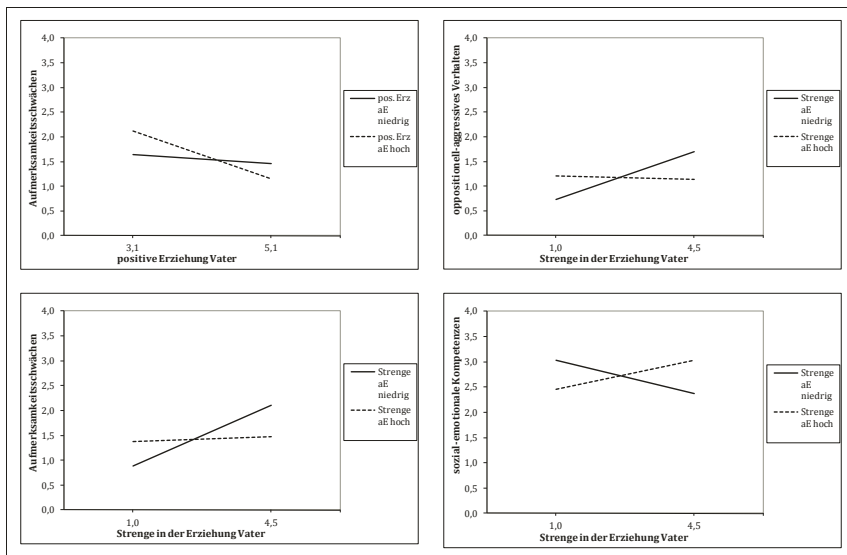 Aufmerksamkeitsschwächen
4,0
3,5
3,0
2,5
2,0
1,5
1,0
0,5
0,0
3,1
5,1
positive Erziehung Vater
pos. Erz
aE
niedrig
pos. Erz
aE hoch
oppositionell-aggressives Verhalten
4,0
3,5
3,0
2,5
2,0
1,5
1,0
0,5
0,0
1,0
4,5
Strenge in der Erziehung Vater
Strenge
aE
niedrig
Strenge
aE hoch
Aufmerksamkeitsschwächen
4,0
3,5
3,0
2,5
2,0
1,5
1,0
0,5
0,0
1,0
4,5
Strenge in der Erziehung Vater
Strenge
aE
niedrig
Strenge
aE hoch
sozial-emotionale Kompetenzen
4,0
3,5
3,0
2,5
2,0
1,5
1,0
0,5
0,0
1,0
4,5
Strenge in der Erziehung Vater
Strenge
aE
niedrig
Strenge
aE hoch